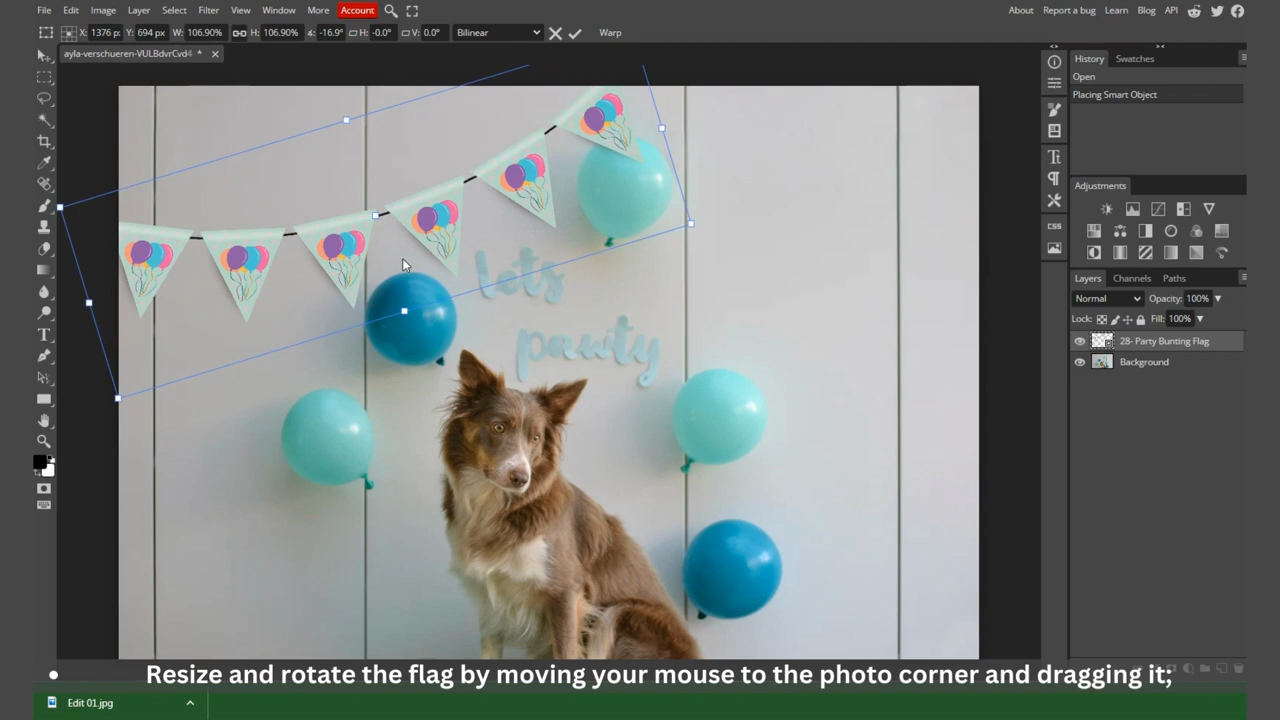 File Edit Image Layer Select Filter View Window More Account About Report a bug Learn Blog API
X: 1376 p: Y: 694 px W: 106.90% H: 106.90% ⊿: -16.9° H: -0.0° V: 0.0° Bilinear Warp
ayla-verschueren-VULBdvrCvd4 *
History Swatches
Open
Placing Smart Object
Adjustments
CSS
Layers Channels Paths
Normal Opacity: 100%
Lock: Fill: 100%
28- Party Bunting Flag
Background
lets
pawty
• Resize and rotate the flag by moving your mouse to the photo corner and dragging it;
Edit 01.jpg